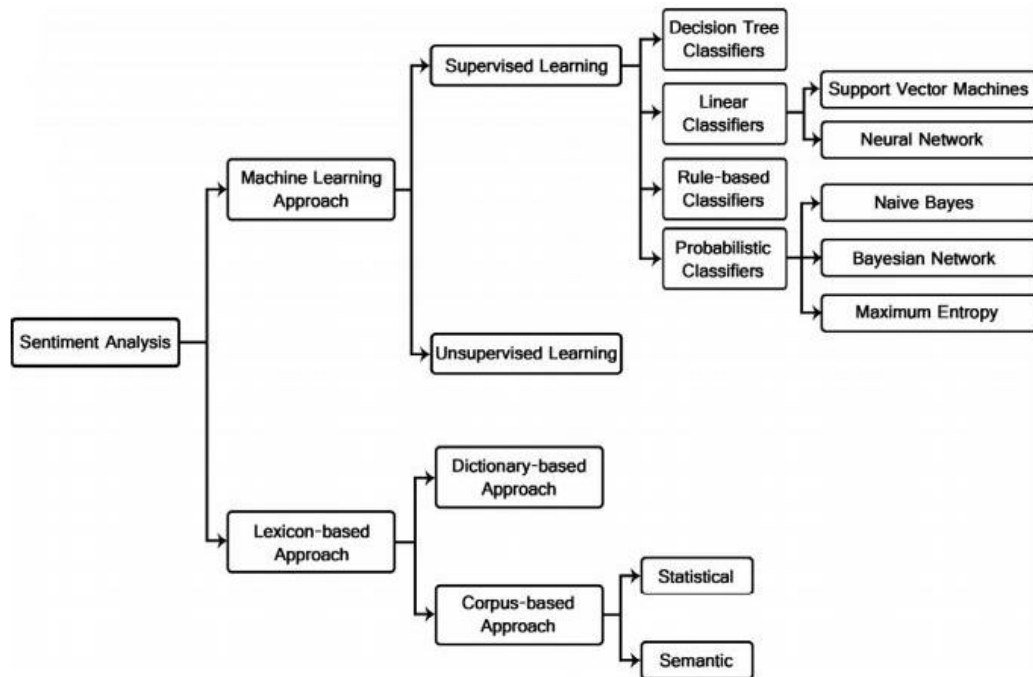 Decision Tree
Classifiers
Supervised Learning
Linear
Classifiers
Support Vector Machines
Neural Network
Machine Learning
Approach
Rule-based
Classifiers
Probabilistic
Classifiers
Naive Bayes
Bayesian Network
Maximum Entropy
Sentiment Analysis
Unsupervised Learning
Dictionary-based
Approach
Lexicon-based
Approach
Corpus-based
Approach
Statistical
Semantic